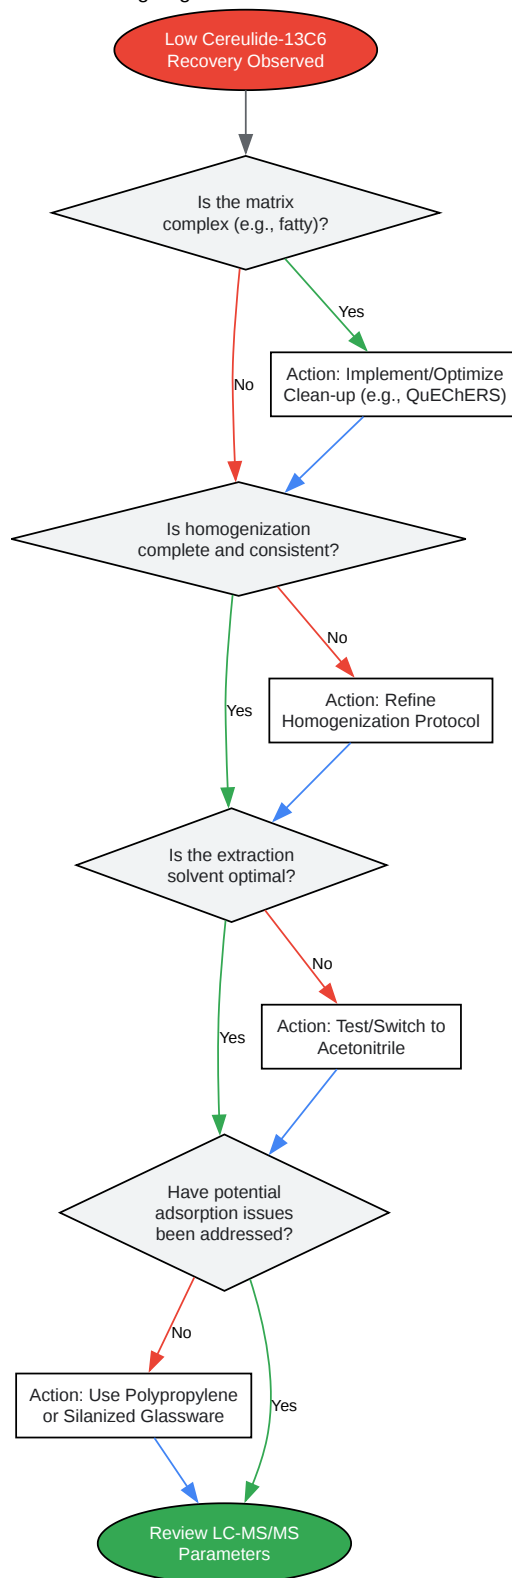 Low Cereulide-13C6
Recovery Observed
Is the matrix
complex (e.g., fatty)?
Yes
Action: Implement/Optimize
Clean-up (e.g., QuEChERS)
No
Is homogenization
complete and consistent?
No
Action: Refine
Homogenization Protocol
Yes
Is the extraction
solvent optimal?
No
Action: Test/Switch to
Acetonitrile
Yes
Have potential
adsorption issues
been addressed?
No
Action: Use Polypropylene
or Silanized Glassware
Yes
Review LC-MS/MS
Parameters